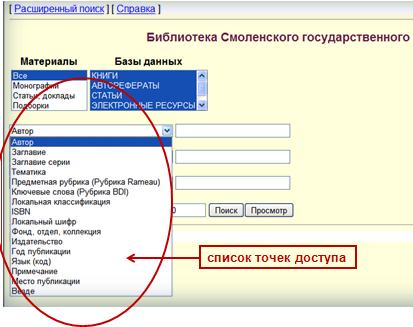 [ Расширенный поиск ] [ Справка ]
Библиотека Смоленского государственного
Материалы Базы данных
Все
Монографии
Статьи, доклады
Подборки
КНИГИ
АВТОРЕФЕРАТЫ
СТАТЬИ
ЭЛЕКТРОННЫЕ РЕСУРСЫ
Автор
Автор
Заглавие
Заглавие серии
Тематика
Предметная рубрика (Рубрика Rameau)
Ключевые слова (Рубрика BDI)
Локальная классификация
ISBN
Локальный шифр
Фонд, отдел, коллекция
Издательство
Год публикации
Язык (код)
Примечание
Место публикации
Везде
0 Поиск Просмотр
список точек доступа